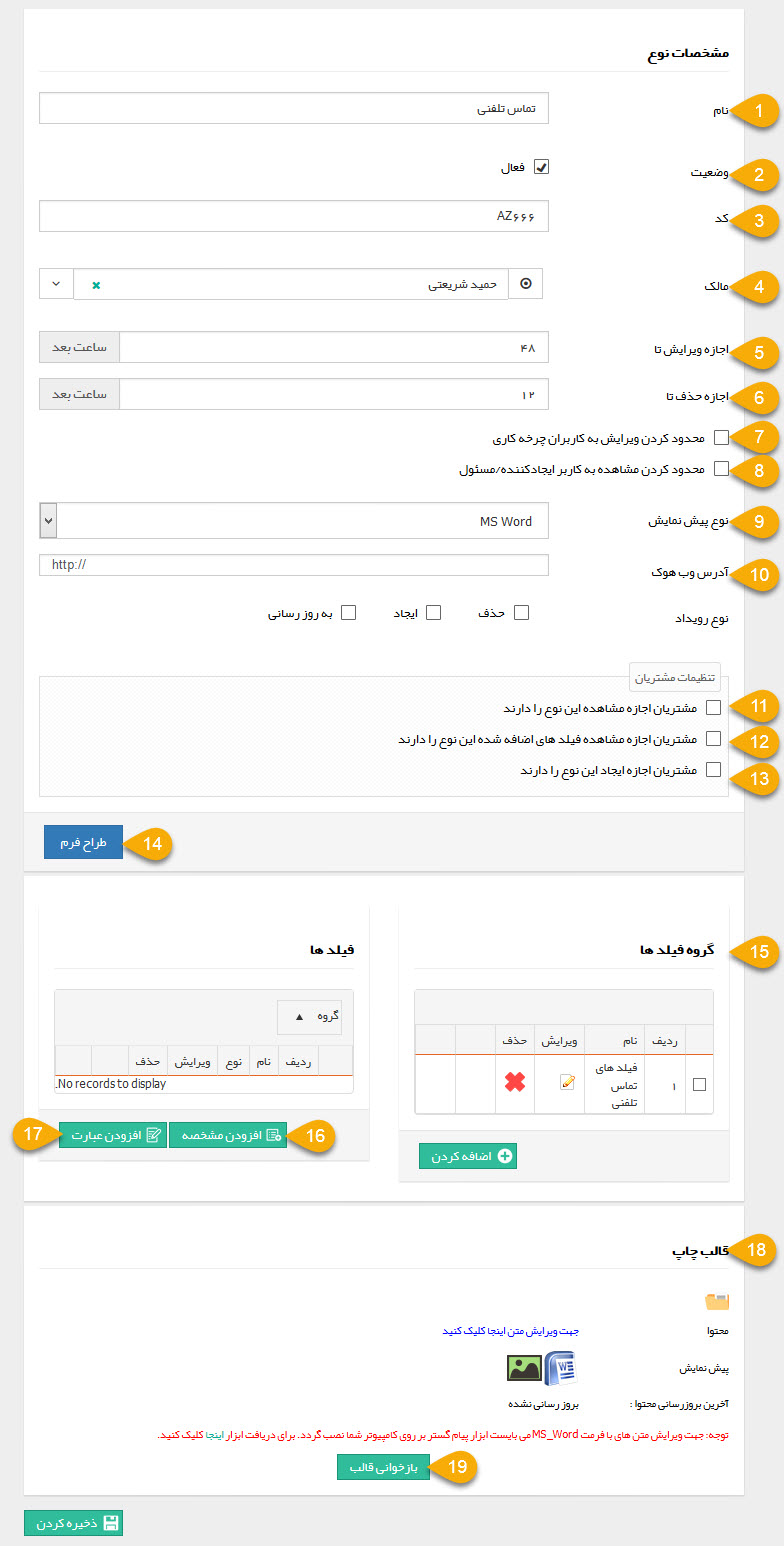 مشخصات نوع
1 نام تماس تلفنی
2 وضعیت فعال
3 کد AZ۶۶۶
4 مالک حمید شریعتی
5 اجازه ویرایش تا ۴۸ ساعت بعد
6 اجازه حذف تا ۱۲ ساعت بعد
7 محدود کردن ویرایش به کاربران چرخه کاری
8 محدود کردن مشاهده به کاربر ایجادکننده/مسئول
9 نوع پیش نمایش MS Word
10 آدرس وب هوک http://
نوع رویداد حذف ایجاد به روز رسانی
تنظیمات مشتریان
11 مشتریان اجازه مشاهده این نوع را دارند
12 مشتریان اجازه مشاهده فیلد های اضافه شده این نوع را دارند
13 مشتریان اجازه ایجاد این نوع را دارند
14 طراح فرم
15 گروه فیلد ها
ردیف نام ویرایش حذف
۱ فیلد های
تماس
تلفنی
اضافه کردن
فیلد ها
گروه ▲
ردیف نام نوع ویرایش حذف
No records to display.
16 افزودن مشخصه
17 افزودن عبارت
18 قالب چاپ
محتوا جهت ویرایش متن اینجا کلیک کنید
پیش نمایش
آخرین بروزرسانی محتوا : بروز رسانی نشده
توجه: جهت ویرایش متن های با فرمت MS_Word می بایست ابزار پیام گستر بر روی کامپیوتر شما نصب گردد. برای دریافت ابزار اینجا کلیک کنید.
19 بازخوانی قالب
ذخیره کردن